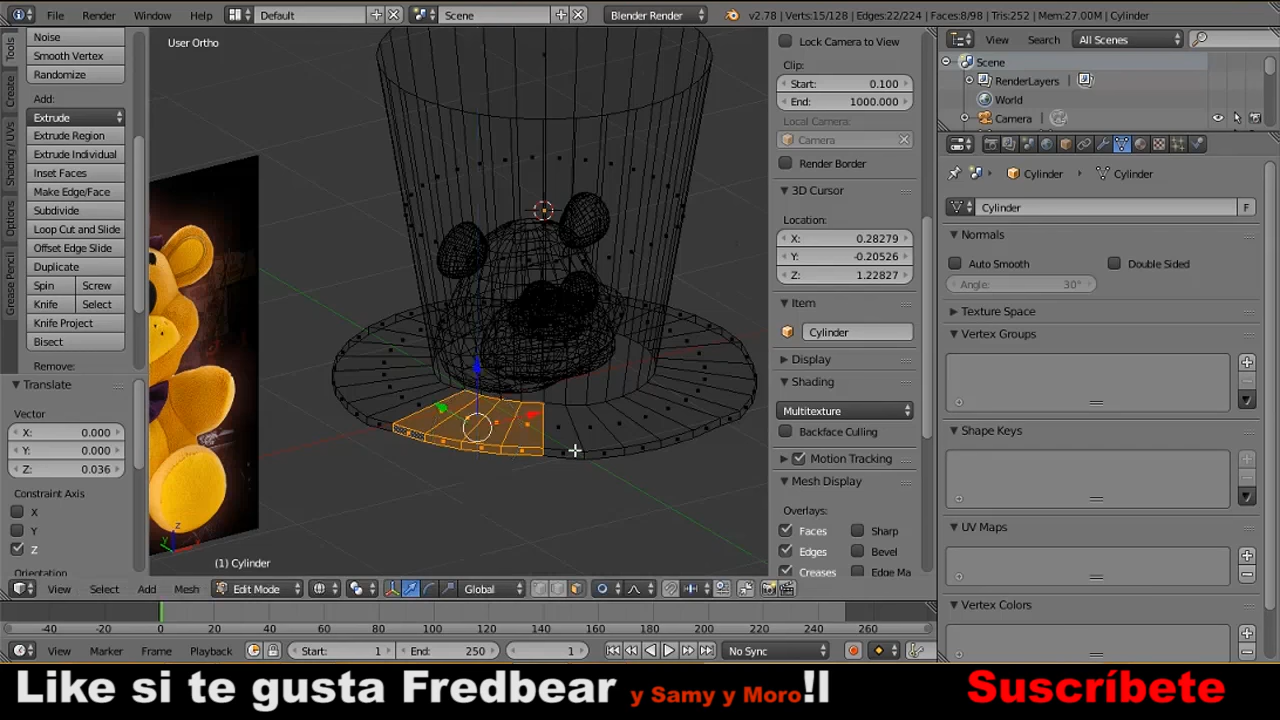 File Render Window Help Default Scene Blender Render v2.78 | Verts:15/128 | Edges:22/224 | Faces:8/98 | Tris:252 | Mem:27.00M | Cylinder
Tools
Create
Shading / UVs
Options
Grease Pencil
Noise
Smooth Vertex
Randomize
Add:
Extrude
Extrude Region
Extrude Individual
Inset Faces
Make Edge/Face
Subdivide
Loop Cut and Slide
Offset Edge Slide
Duplicate
Spin Screw
Knife Select
Knife Project
Bisect
Remove:
Translate
Vector
X: 0.000
Y: 0.000
Z: 0.036
Constraint Axis
X
Y
Z
Orientation
User Ortho
(1) Cylinder
View Select Add Mesh Edit Mode Global
Lock Camera to View
Clip:
Start: 0.100
End: 1000.000
Local Camera:
Camera
Render Border
3D Cursor
Location:
X: 0.28279
Y: -0.20526
Z: 1.22827
Item
Cylinder
Display
Shading
Multitexture
Backface Culling
Motion Tracking
Mesh Display
Overlays:
Faces Sharp
Edges Bevel
Creases Edge Ma
View Search All Scenes
Scene
RenderLayers
World
Camera
Cylinder Cylinder
Cylinder F
Normals
Auto Smooth Double Sided
Angle: 30°
Texture Space
Vertex Groups
Shape Keys
UV Maps
Vertex Colors
-40 -20 0 20 40 60 80 100 120 140 160 180 200 220 240 260
View Marker Frame Playback Start: 1 End: 250 1 No Sync
Like si te gusta Fredbear y Samy y Moro!! Suscríbete